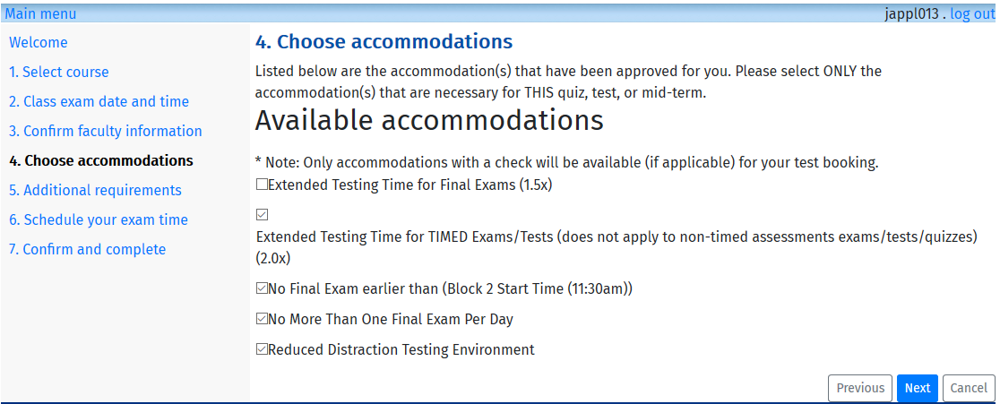 Main menu
jappl013 . log out
Welcome
1. Select course
2. Class exam date and time
3. Confirm faculty information
4. Choose accommodations
5. Additional requirements
6. Schedule your exam time
7. Confirm and complete
4. Choose accommodations
Listed below are the accommodation(s) that have been approved for you. Please select ONLY the
accommodation(s) that are necessary for THIS quiz, test, or mid-term.
Available accommodations
* Note: Only accommodations with a check will be available (if applicable) for your test booking.
Extended Testing Time for Final Exams (1.5x)
Extended Testing Time for TIMED Exams/Tests (does not apply to non-timed assessments exams/tests/quizzes)
(2.0x)
No Final Exam earlier than (Block 2 Start Time (11:30am))
No More Than One Final Exam Per Day
Reduced Distraction Testing Environment
Previous
Next
Cancel